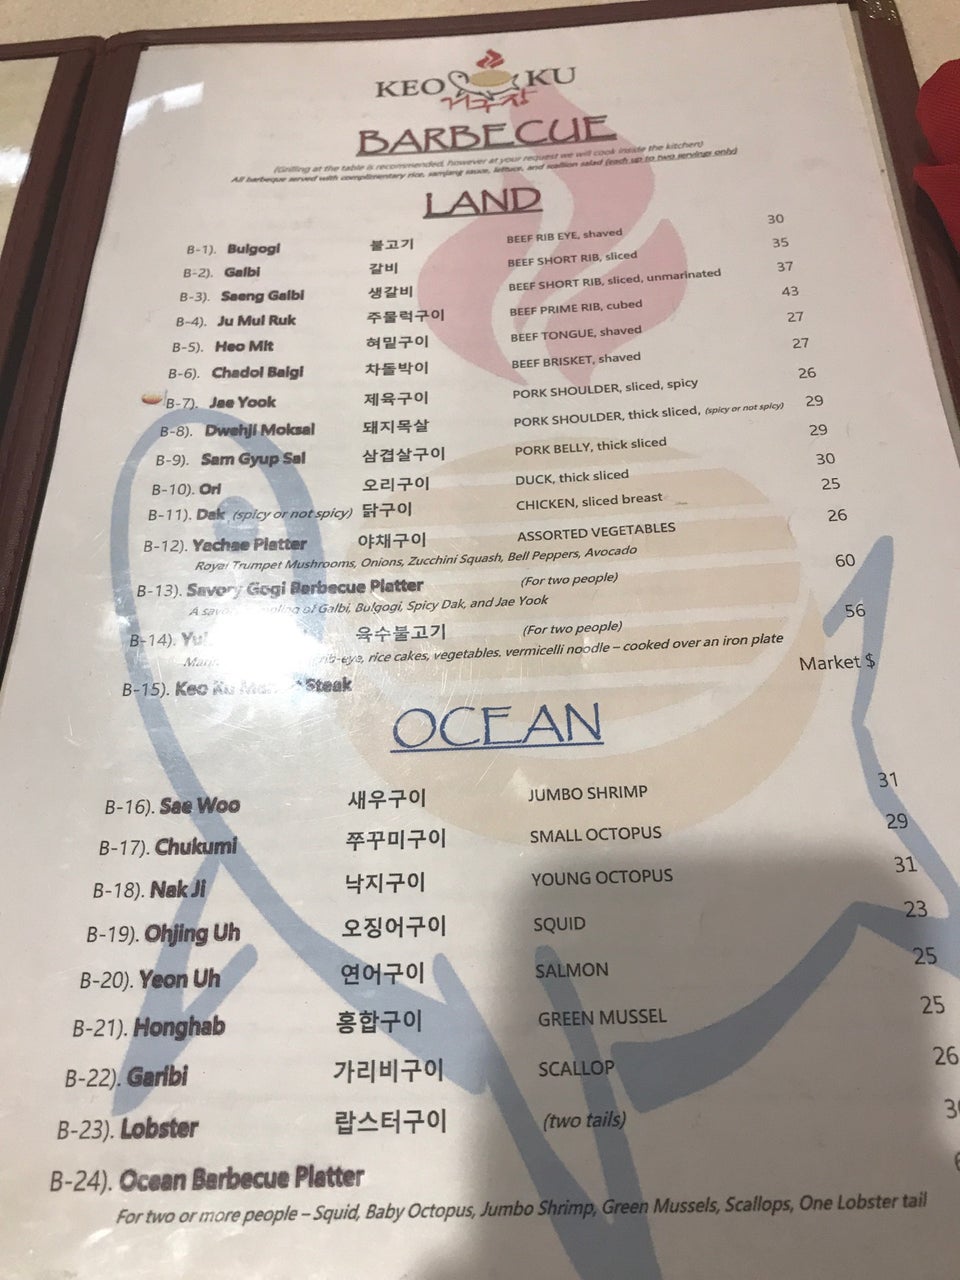 KEO KU
거구장
BARBECUE
(Grilling at the table is recommended, however at your request we will cook inside the kitchen)
All barbeque served with complimentary rice, samjang sauce, lettuce, and scallion salad (each up to two servings only)
LAND
B-1). Bulgogi 불고기 BEEF RIB EYE, shaved 30
B-2). Galbi 갈비 BEEF SHORT RIB, sliced 35
B-3). Saeng Galbi 생갈비 BEEF SHORT RIB, sliced, unmarinated 37
B-4). Ju Mul Ruk 주물럭구이 BEEF PRIME RIB, cubed 43
B-5). Heo Mit 혀밑구이 BEEF TONGUE, shaved 27
B-6). Chadol Baigi 차돌박이 BEEF BRISKET, shaved 27
B-7). Jae Yook 제육구이 PORK SHOULDER, sliced, spicy 26
B-8). Dwehji Moksal 돼지목살 PORK SHOULDER, thick sliced, (spicy or not spicy) 29
B-9). Sam Gyup Sal 삼겹살구이 PORK BELLY, thick sliced 29
B-10). Ori 오리구이 DUCK, thick sliced 30
B-11). Dak (spicy or not spicy) 닭구이 CHICKEN, sliced breast 25
B-12). Yachae Platter 야채구이 ASSORTED VEGETABLES 26
Royal Trumpet Mushrooms, Onions, Zucchini Squash, Bell Peppers, Avocado
B-13). Savory Gogi Barbecue Platter (For two people) 60
A of Galbi, Bulgogi, Spicy Dak, and Jae Yook
B-14). 육수불고기 (For two people) 56
rib-eye, rice cakes, vegetables. vermicelli noodle – cooked over an iron plate
B-15). Keo Ku Steak Market $
OCEAN
B-16). Sae Woo 새우구이 JUMBO SHRIMP 31
B-17). Chukumi 쭈꾸미구이 SMALL OCTOPUS 29
B-18). Nak Ji 낙지구이 YOUNG OCTOPUS 31
B-19). Ohjing Uh 오징어구이 SQUID 23
B-20). Yeon Uh 연어구이 SALMON 25
B-21). Honghab 홍합구이 GREEN MUSSEL 25
B-22). Garibi 가리비구이 SCALLOP 26
B-23). Lobster 랍스터구이 (two tails)
B-24). Ocean Barbecue Platter
For two or more people – Squid, Baby Octopus, Jumbo Shrimp, Green Mussels, Scallops, One Lobster tail